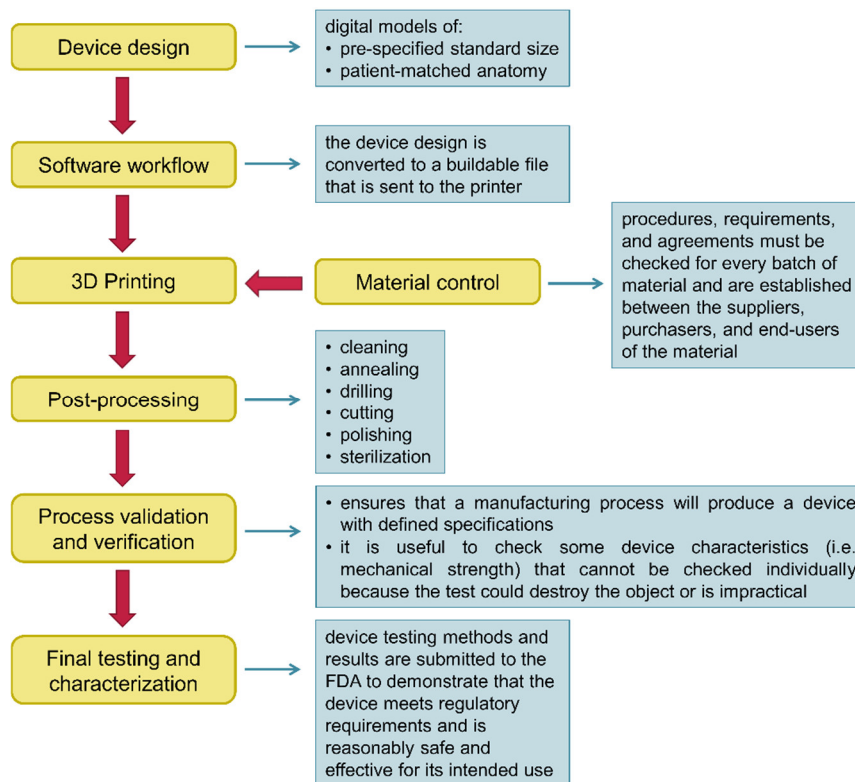 Device design
digital models of:
• pre-specified standard size
• patient-matched anatomy
Software workflow
the device design is
converted to a buildable file
that is sent to the printer
3D Printing
Material control
procedures, requirements,
and agreements must be
checked for every batch of
material and are established
between the suppliers,
purchasers, and end-users
of the material
Post-processing
• cleaning
• annealing
• drilling
• cutting
• polishing
• sterilization
Process validation
and verification
• ensures that a manufacturing process will produce a device
with defined specifications
• it is useful to check some device characteristics (i.e.
mechanical strength) that cannot be checked individually
because the test could destroy the object or is impractical
Final testing and
characterization
device testing methods and
results are submitted to the
FDA to demonstrate that the
device meets regulatory
requirements and is
reasonably safe and
effective for its intended use